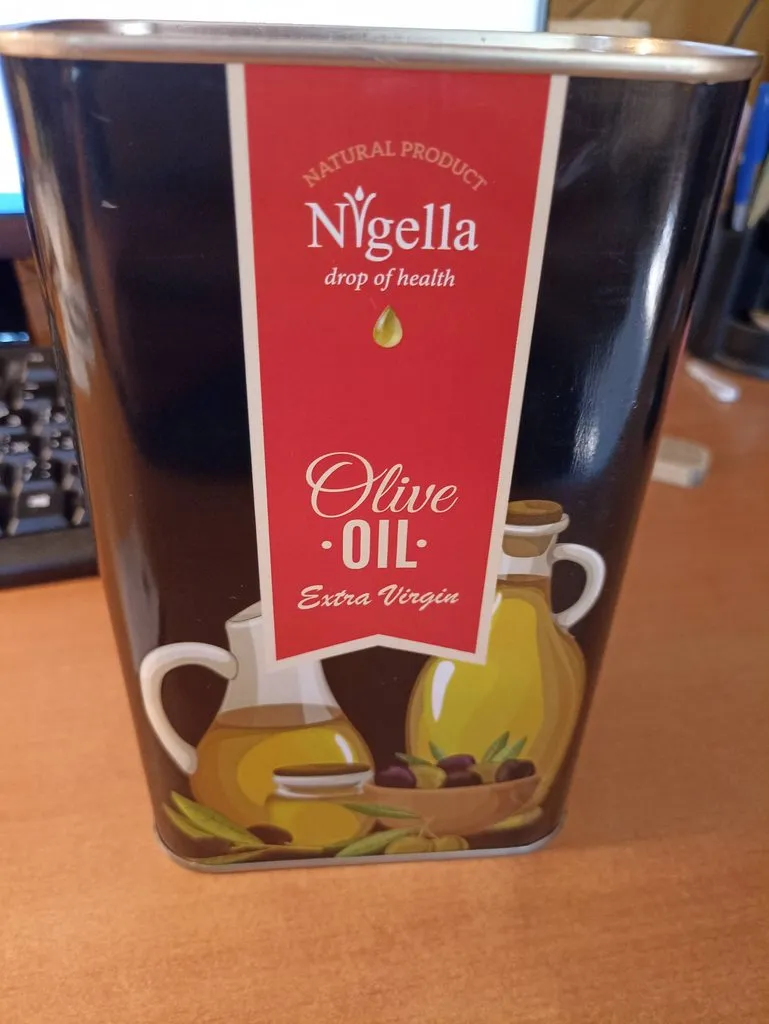 NATURAL PRODUCT
Nigella
drop of health
Olive
•OIL•
Extra Virgin